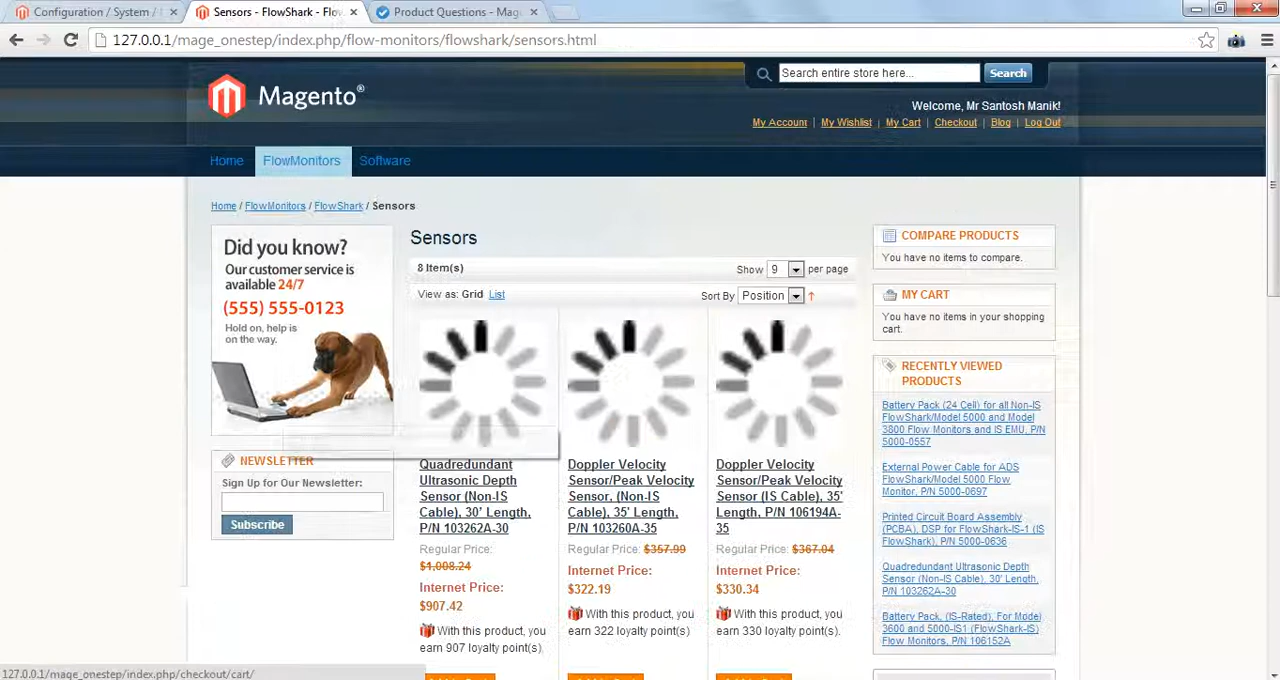 Configuration / System /
Sensors - FlowShark - Flo
Product Questions - Mag
127.0.0.1/mage_onestep/index.php/flow-monitors/flowshark/sensors.html
Magento®
Search entire store here...
Search
Welcome, Mr Santosh Manik!
My Account | My Wishlist | My Cart | Checkout | Blog | Log Out
Home
FlowMonitors
Software
Home / FlowMonitors / FlowShark / Sensors
Did you know?
Our customer service is
available 24/7
(555) 555-0123
Hold on, help is
on the way.
NEWSLETTER
Sign Up for Our Newsletter:
Subscribe
Sensors
8 Item(s)
Show 9 per page
View as: Grid List
Sort By Position
Quadredundant
Ultrasonic Depth
Sensor (Non-IS
Cable), 30' Length,
P/N 103262A-30
Regular Price:
$1,008.24
Internet Price:
$907.42
With this product, you
earn 907 loyalty point(s).
Doppler Velocity
Sensor/Peak Velocity
Sensor, (Non-IS
Cable), 35' Length,
P/N 103260A-35
Regular Price: $357.99
Internet Price:
$322.19
With this product, you
earn 322 loyalty point(s)
Doppler Velocity
Sensor/Peak Velocity
Sensor (IS Cable), 35'
Length, P/N 106194A-
35
Regular Price: $367.04
Internet Price:
$330.34
With this product, you
earn 330 loyalty point(s).
COMPARE PRODUCTS
You have no items to compare.
MY CART
You have no items in your shopping
cart.
RECENTLY VIEWED
PRODUCTS
Battery Pack (24 Cell) for all Non-IS
FlowShark/Model 5000 and Model
3800 Flow Monitors and IS EMU, P/N
5000-0557
External Power Cable for ADS
FlowShark/Model 5000 Flow
Monitor, P/N 5000-0697
Printed Circuit Board Assembly
(PCBA), DSP for FlowShark-IS-1 (IS
FlowShark), P/N 5000-0636
Quadredundant Ultrasonic Depth
Sensor (Non-IS Cable), 30' Length,
P/N 103262A-30
Battery Pack, (IS-Rated), For Model
3600 and 5000-IS1 (FlowShark-IS)
Flow Monitors, P/N 106152A
127.0.0.1/mage_onestep/index.php/checkout/cart/